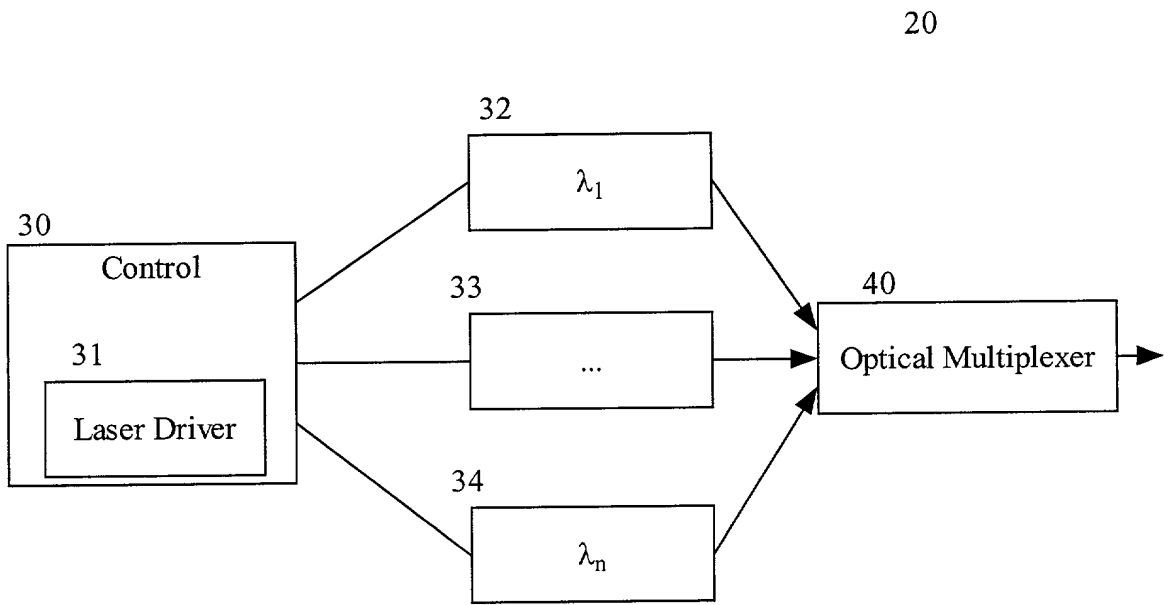 20
32
λ1
30
Control
33
...
40
Optical Multiplexer
31
Laser Driver
34
λn